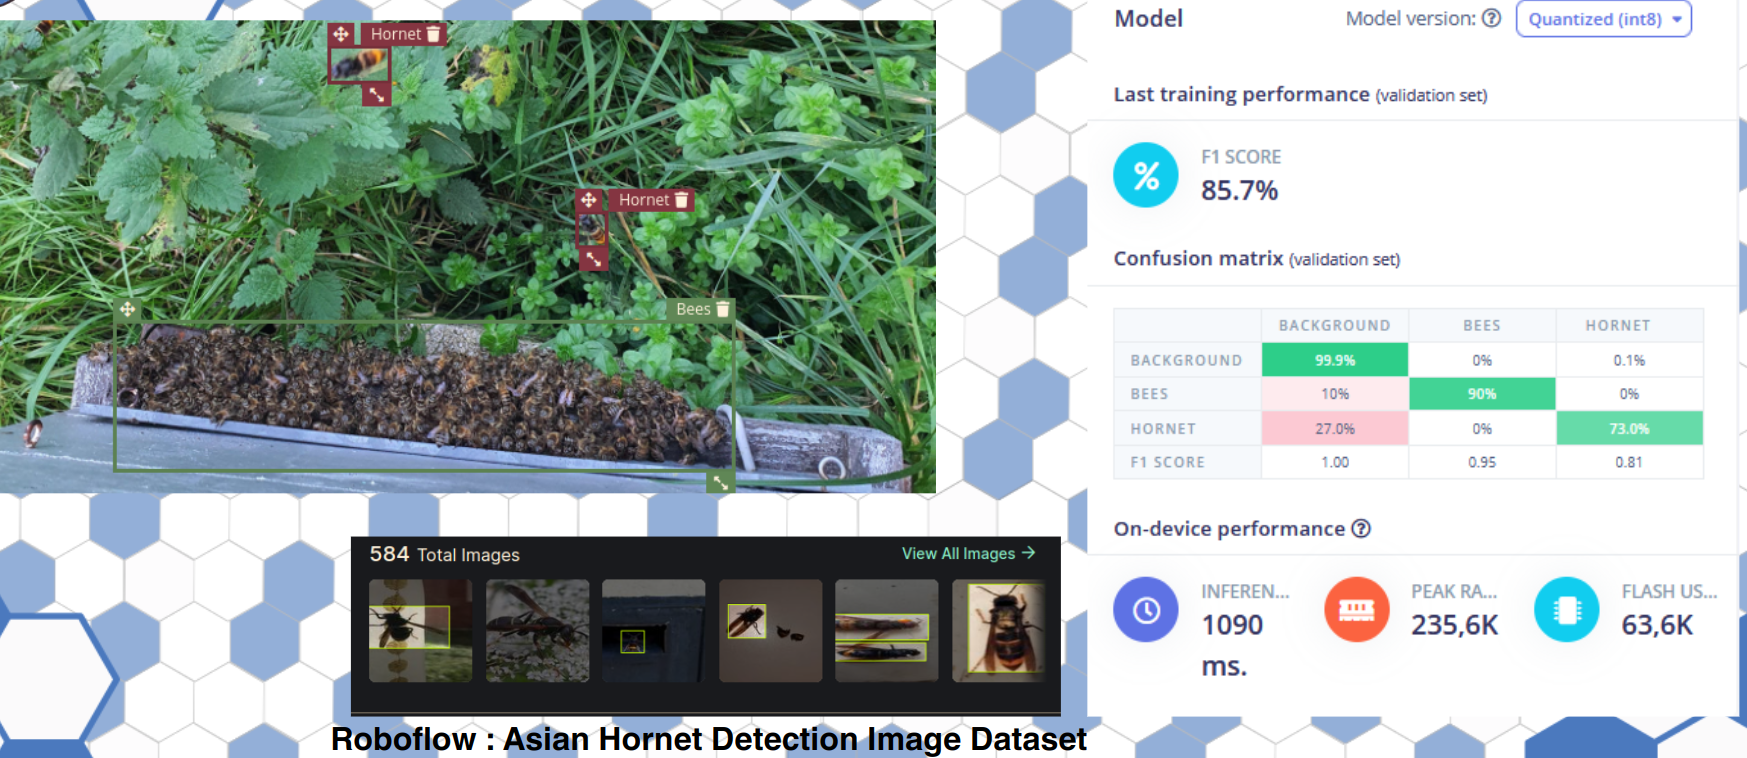 Hornet
Hornet
Bees
584 Total Images
View All Images →
Roboflow : Asian Hornet Detection Image Dataset
Model
Model version: ? Quantized (int8)
Last training performance (validation set)
%
F1 SCORE
85.7%
Confusion matrix (validation set)
BACKGROUND BEES HORNET
BACKGROUND 99.9% 0% 0.1%
BEES 10% 90% 0%
HORNET 27.0% 0% 73.0%
F1 SCORE 1.00 0.95 0.81
On-device performance ?
INFEREN... PEAK RA... FLASH US...
1090 235,6K 63,6K
ms.